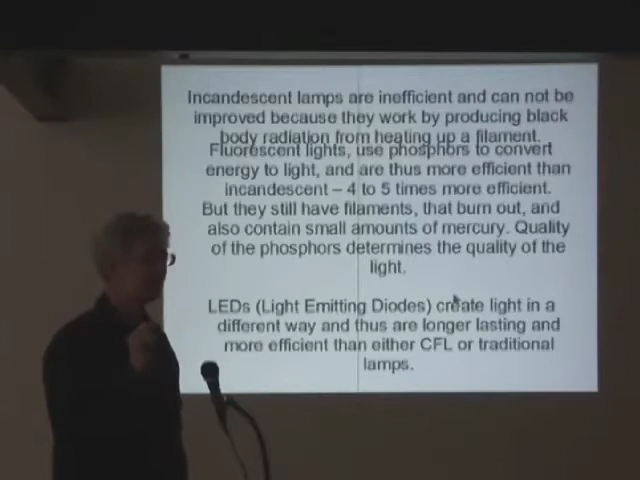 Incandescent lamps are inefficient and can not be
improved because they work by producing black
body radiation from heating up a filament.
Fluorescent lights, use phosphors to convert
energy to light, and are thus more efficient than
incandescent – 4 to 5 times more efficient.
But they still have filaments, that burn out, and
also contain small amounts of mercury. Quality
of the phosphors determines the quality of the
light.
LEDs (Light Emitting Diodes) create light in a
different way and thus are longer lasting and
more efficient than either CFL or traditional
lamps.